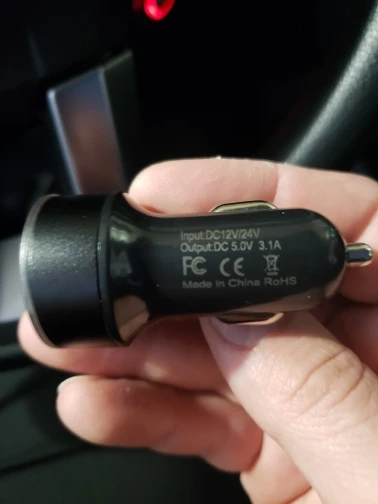 Input:DC12V/24V
Output:DC 5.0V 3.1A
FC CE
Made in China RoHS